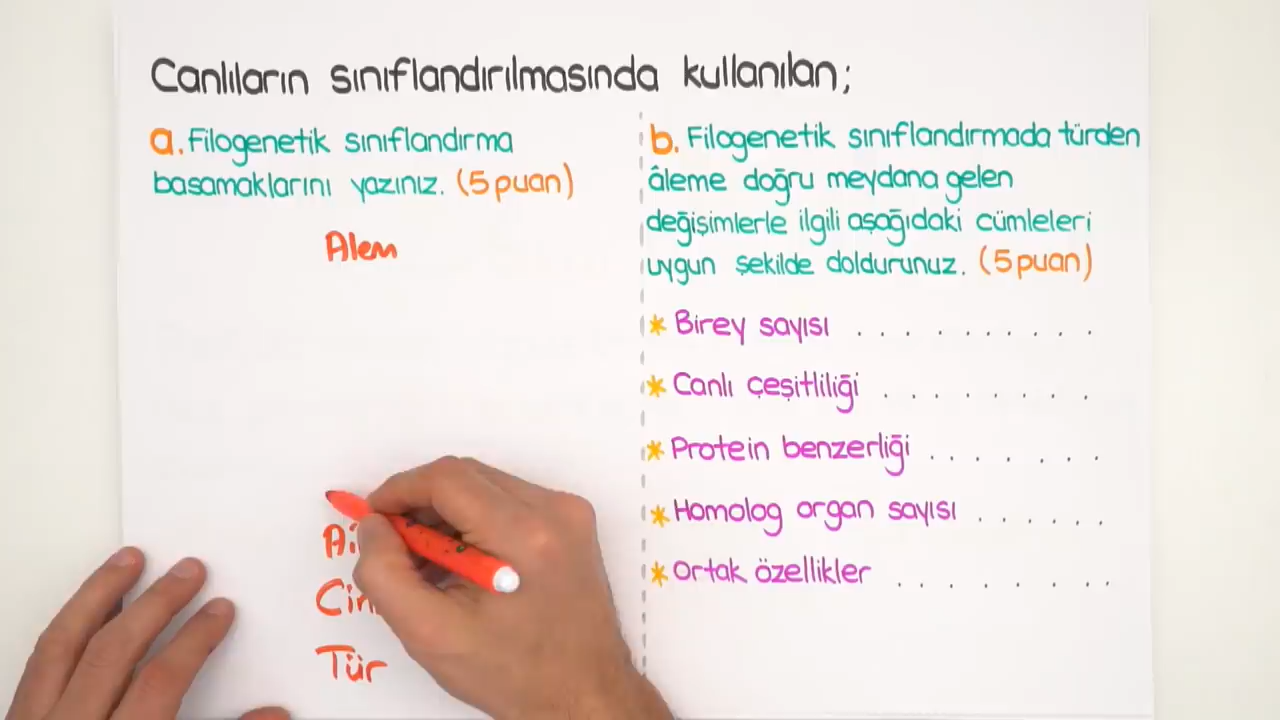 Canlıların sınıflandırılmasında kullanılan;
a. Filogenetik sınıflandırma
basamaklarını yazınız. (5 puan)
Alem
Tür
b. Filogenetik sınıflandırmada türden
âleme doğru meydana gelen
değişimlerle ilgili aşağıdaki cümleleri
uygun şekilde doldurunuz. (5 puan)
* Birey sayısı . . . . . . . . . .
* Canlı çeşitliliği . . . . . . . . .
* Protein benzerliği . . . . . . .
* Homolog organ sayısı . . . . . .
* Ortak özellikler . . . . . . . .